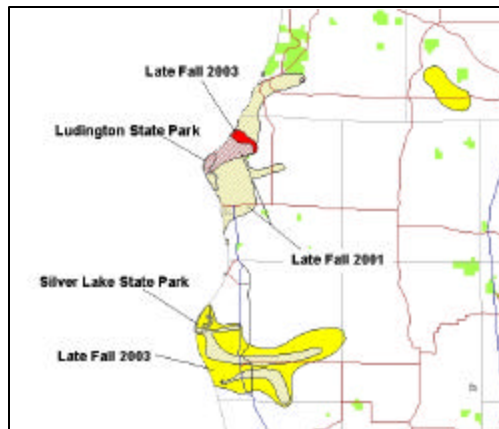 Late Fall 2003
Ludington State Park
Late Fall 2001
Silver Lake State Park
Late Fall 2003